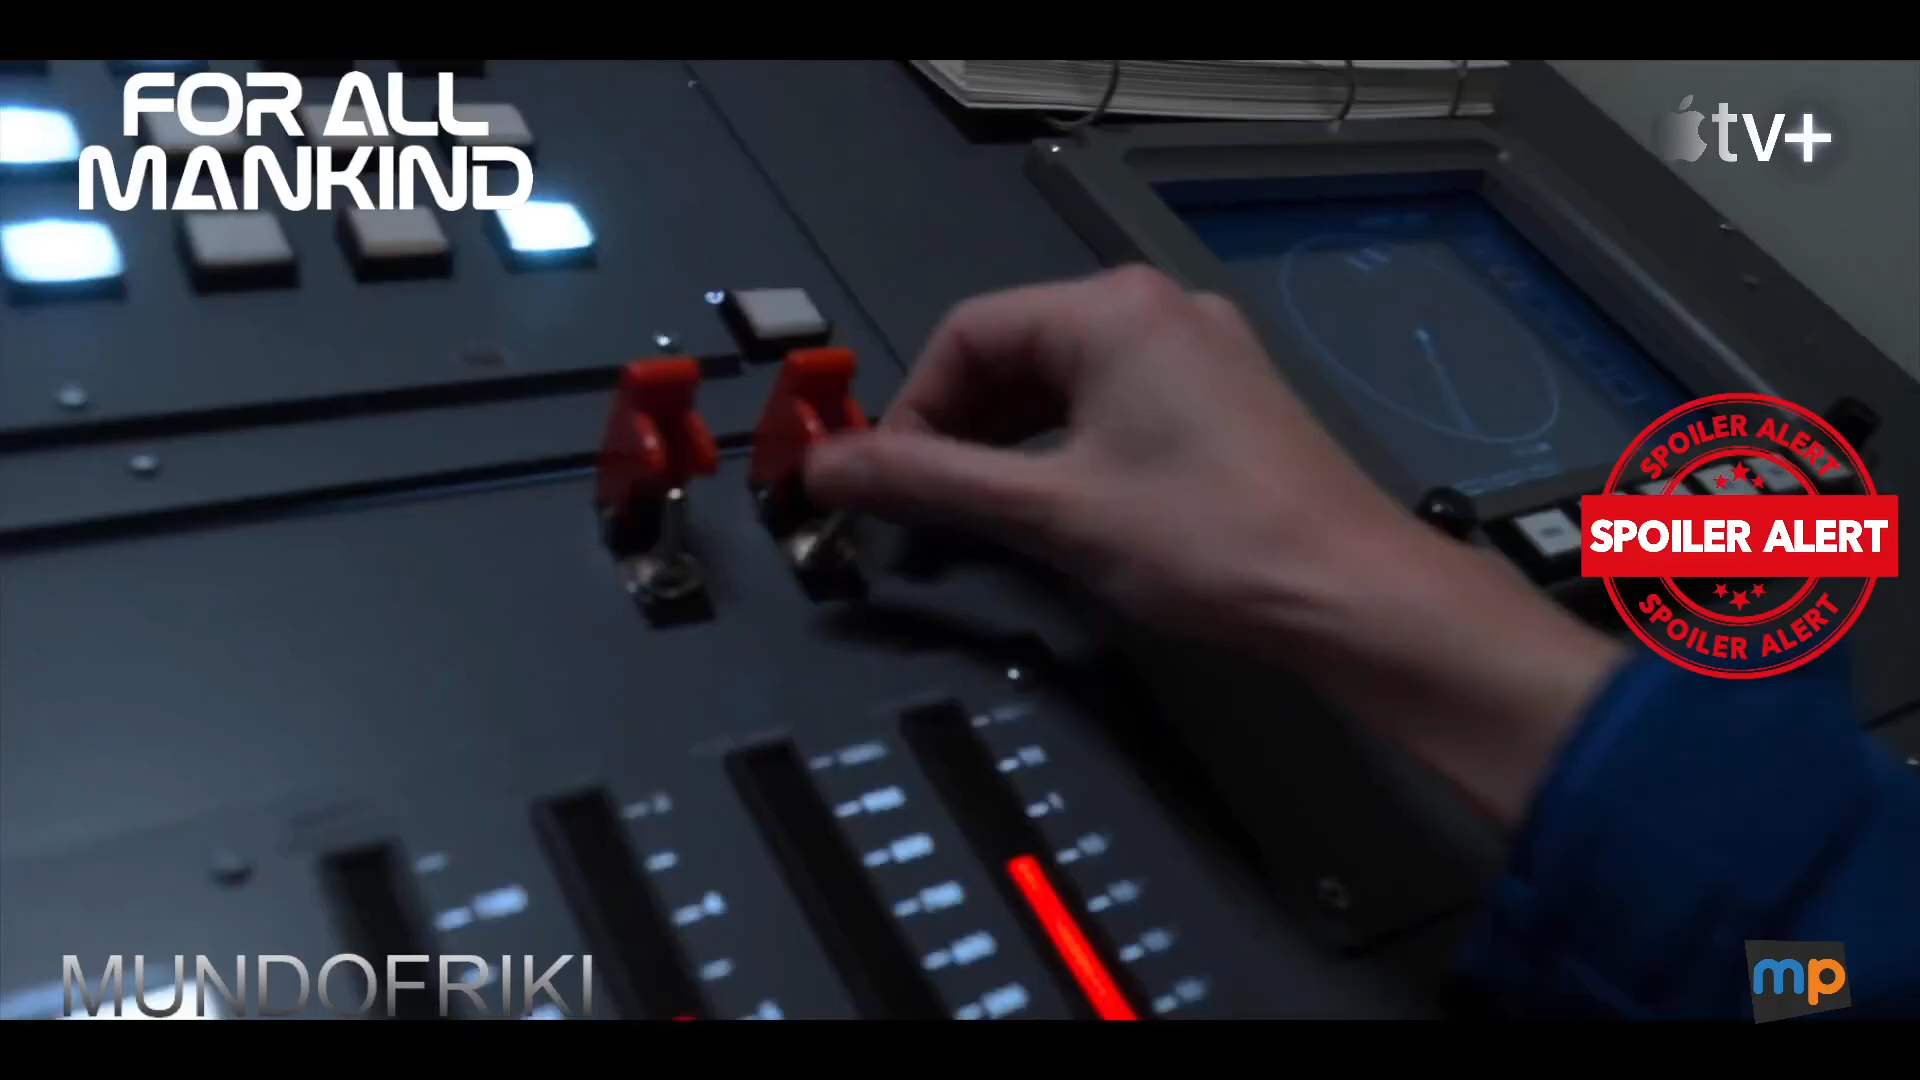 FOR ALL
MANKIND
tv+
SPOILER ALERT
SPOILER ALERT
SPOILER ALERT
MUNDOFRIKI
mp